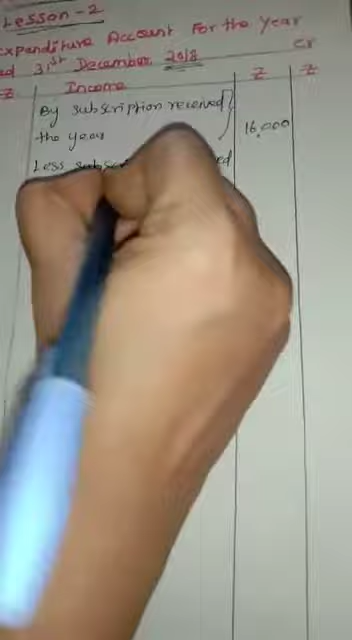 Lesson-2
Expenditure Account For the Year
ed 31st December 2018 cr
₹ Income ₹ ₹
By subscription received
the year 16,000
Less